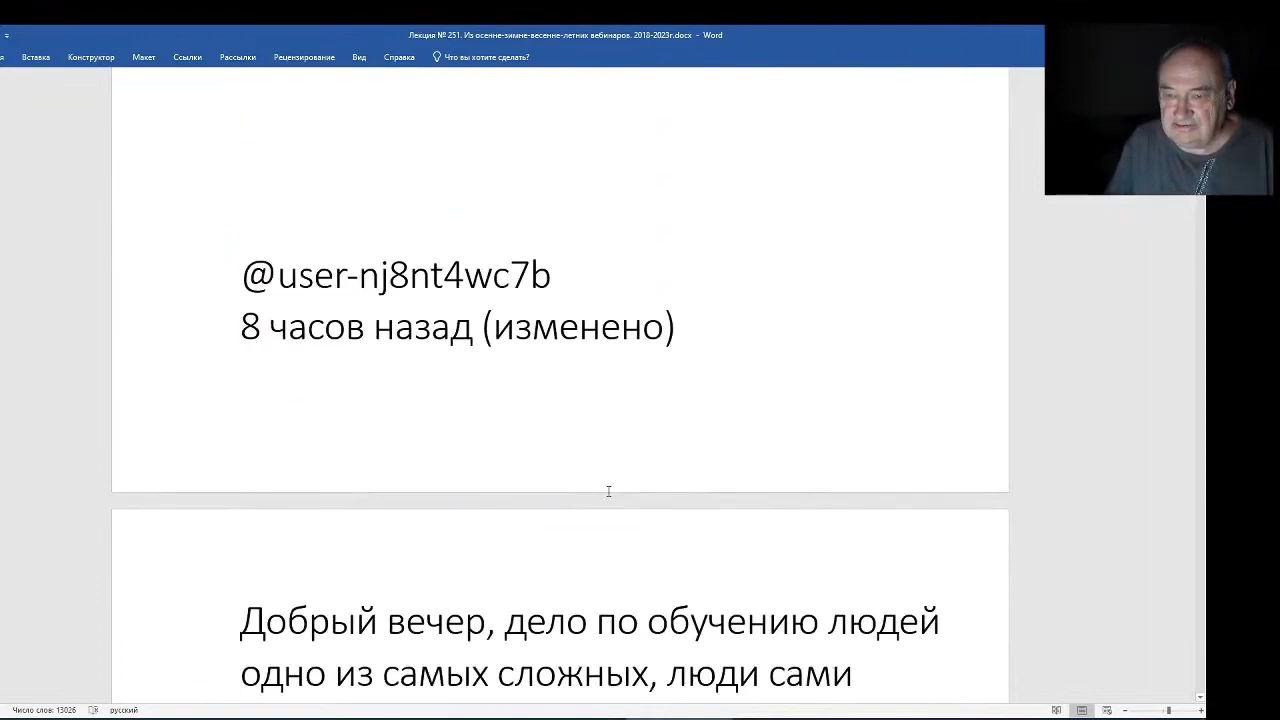 Лекция № 251. Из осенне-зимне-весенне-летних вебинаров. 2018-2023г.docx - Word
я Вставка Конструктор Макет Ссылки Рассылки Рецензирование Вид Справка Что вы хотите сделать?
@user-nj8nt4wc7b
8 часов назад (изменено)
Добрый вечер, дело по обучению людей
одно из самых сложных, люди сами
Число слов: 13026 русский